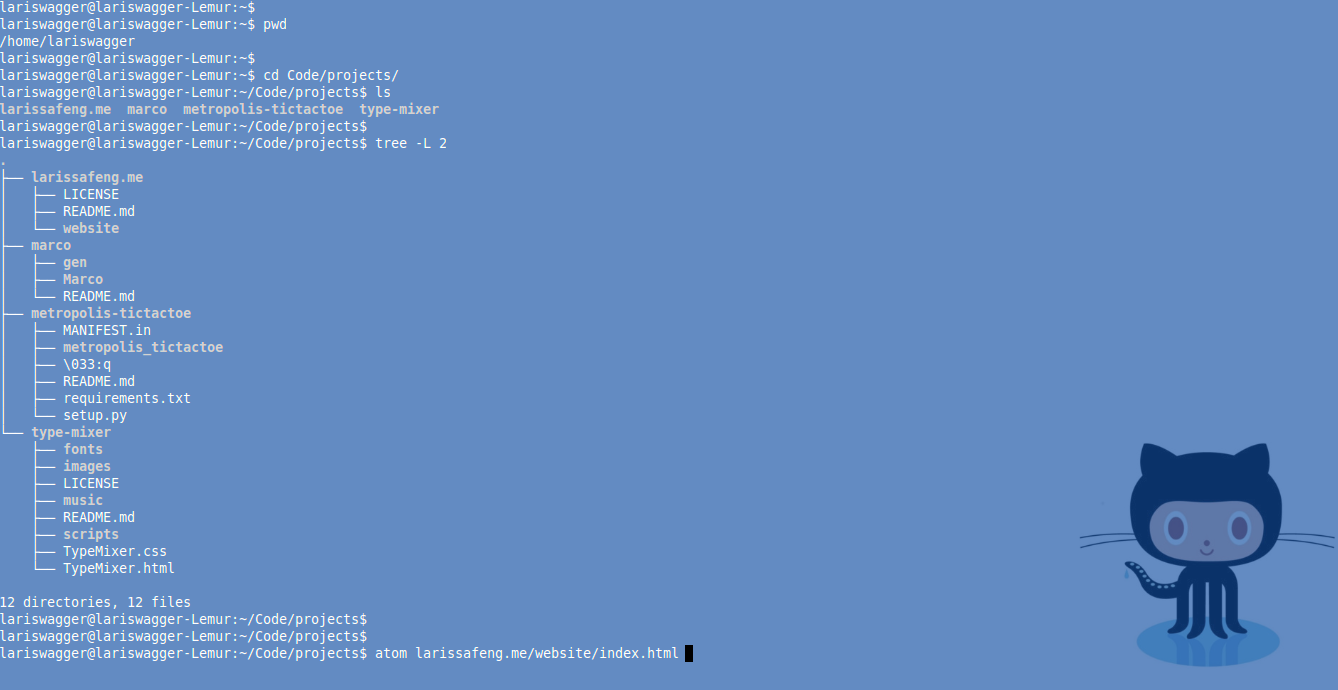 lariswagger@lariswagger-Lemur:~$
lariswagger@lariswagger-Lemur:~$ pwd
/home/lariswagger
lariswagger@lariswagger-Lemur:~$
lariswagger@lariswagger-Lemur:~$ cd Code/projects/
lariswagger@lariswagger-Lemur:~/Code/projects$ ls
larissafeng.me  marco  metropolis-tictactoe  type-mixer
lariswagger@lariswagger-Lemur:~/Code/projects$
lariswagger@lariswagger-Lemur:~/Code/projects$ tree -L 2
.
├── larissafeng.me
│   ├── LICENSE
│   ├── README.md
│   └── website
├── marco
│   ├── gen
│   ├── Marco
│   └── README.md
├── metropolis-tictactoe
│   ├── MANIFEST.in
│   ├── metropolis_tictactoe
│   ├── \033:q
│   ├── README.md
│   ├── requirements.txt
│   └── setup.py
└── type-mixer
    ├── fonts
    ├── images
    ├── LICENSE
    ├── music
    ├── README.md
    ├── scripts
    ├── TypeMixer.css
    └── TypeMixer.html
12 directories, 12 files
lariswagger@lariswagger-Lemur:~/Code/projects$
lariswagger@lariswagger-Lemur:~/Code/projects$
lariswagger@lariswagger-Lemur:~/Code/projects$ atom larissafeng.me/website/index.html